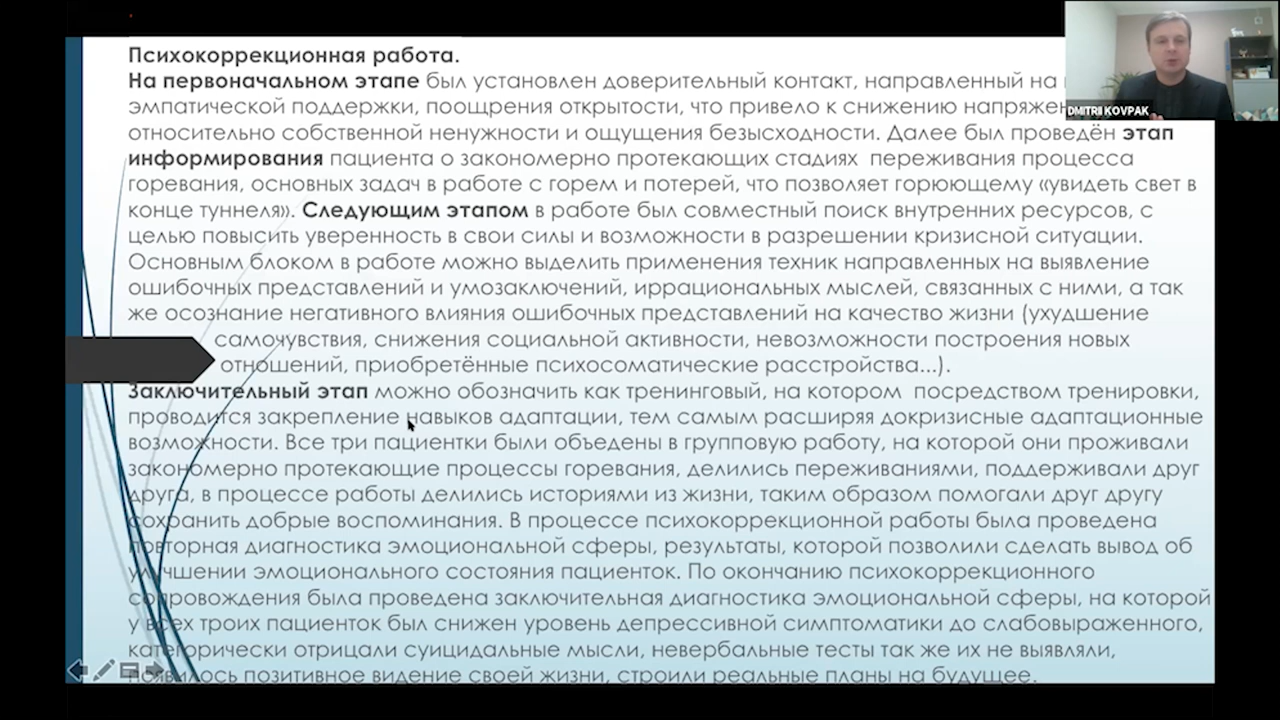 Психокоррекционная работа.
На первоначальном этапе был установлен доверительный контакт, направленный на
эмпатической поддержки, поощрения открытости, что привело к снижению
относительно собственной ненужности и ощущения безысходности. Далее был проведён этап
информирования пациента о закономерно протекающих стадиях переживания процесса
горевания, основных задач в работе с горем и потерей, что позволяет горюющему «увидеть свет в
конце туннеля». Следующим этапом в работе был совместный поиск внутренних ресурсов, с
целью повысить уверенность в свои силы и возможности в разрешении кризисной ситуации.
Основным блоком в работе можно выделить применения техник направленных на выявление
ошибочных представлений и умозаключений, иррациональных мыслей, связанных с ними, а так
же осознание негативного влияния ошибочных представлений на качество жизни (ухудшение
самочувствия, снижения социальной активности, невозможности построения новых
отношений, приобретённые психосоматические расстройства...).
Заключительный этап можно обозначить как тренинговый, на котором посредством тренировки,
проводится закрепление навыков адаптации, тем самым расширяя докризисные адаптационные
возможности. Все три пациентки были объедены в групповую работу, на которой они проживали
закономерно протекающие процессы горевания, делились переживаниями, поддерживали друг
друга, в процессе работы делились историями из жизни, таким образом помогали друг другу
сохранить добрые воспоминания. В процессе психокоррекционной работы была проведена
повторная диагностика эмоциональной сферы, результаты, которой позволили сделать вывод об
улучшении эмоционального состояния пациенток. По окончанию психокоррекционного
сопровождения была проведена заключительная диагностика эмоциональной сферы, на которой
у всех троих пациенток был снижен уровень депрессивной симптоматики до слабовыраженного,
категорически отрицали суицидальные мысли, невербальные тесты так же их не выявляли,
появилось позитивное видение своей жизни, строили реальные планы на будущее.
DMITRII KOVPAK